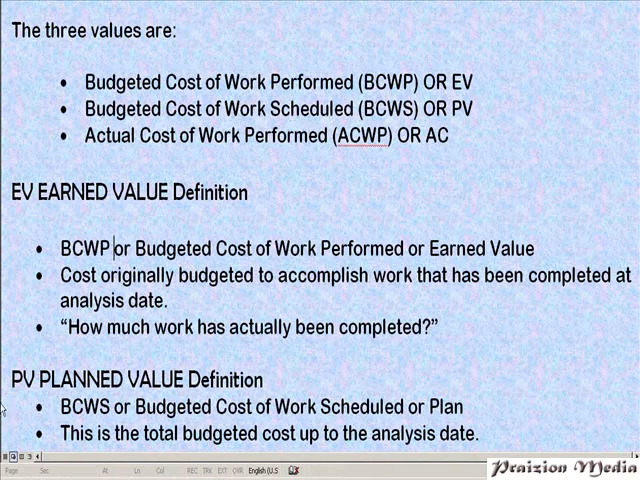 The three values are:
• Budgeted Cost of Work Performed (BCWP) OR EV
• Budgeted Cost of Work Scheduled (BCWS) OR PV
• Actual Cost of Work Performed (ACWP) OR AC
EV EARNED VALUE Definition
• BCWP or Budgeted Cost of Work Performed or Earned Value
• Cost originally budgeted to accomplish work that has been completed at
analysis date.
• “How much work has actually been completed?”
PV PLANNED VALUE Definition
• BCWS or Budgeted Cost of Work Scheduled or Plan
• This is the total budgeted cost up to the analysis date.
Page Sec At Ln Col REC TRK EXT OVR English (U.S
Praizion Media